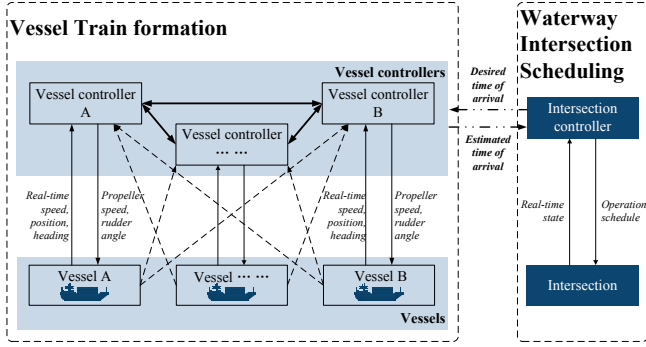 Vessel Train formation
Vessel controllers
Vessel controller
A
Vessel controller
... ...
Vessel controller
B
Real-time
speed,
position,
heading
Propeller
speed,
rudder
angle
Real-time
speed,
position,
heading
Propeller
speed,
rudder
angle
Vessel A
Vessel ... ...
Vessel B
Vessels
Desired
time of
arrival
Estimated
time of
arrival
Waterway
Intersection
Scheduling
Intersection
controller
Real-time
state
Operation
schedule
Intersection